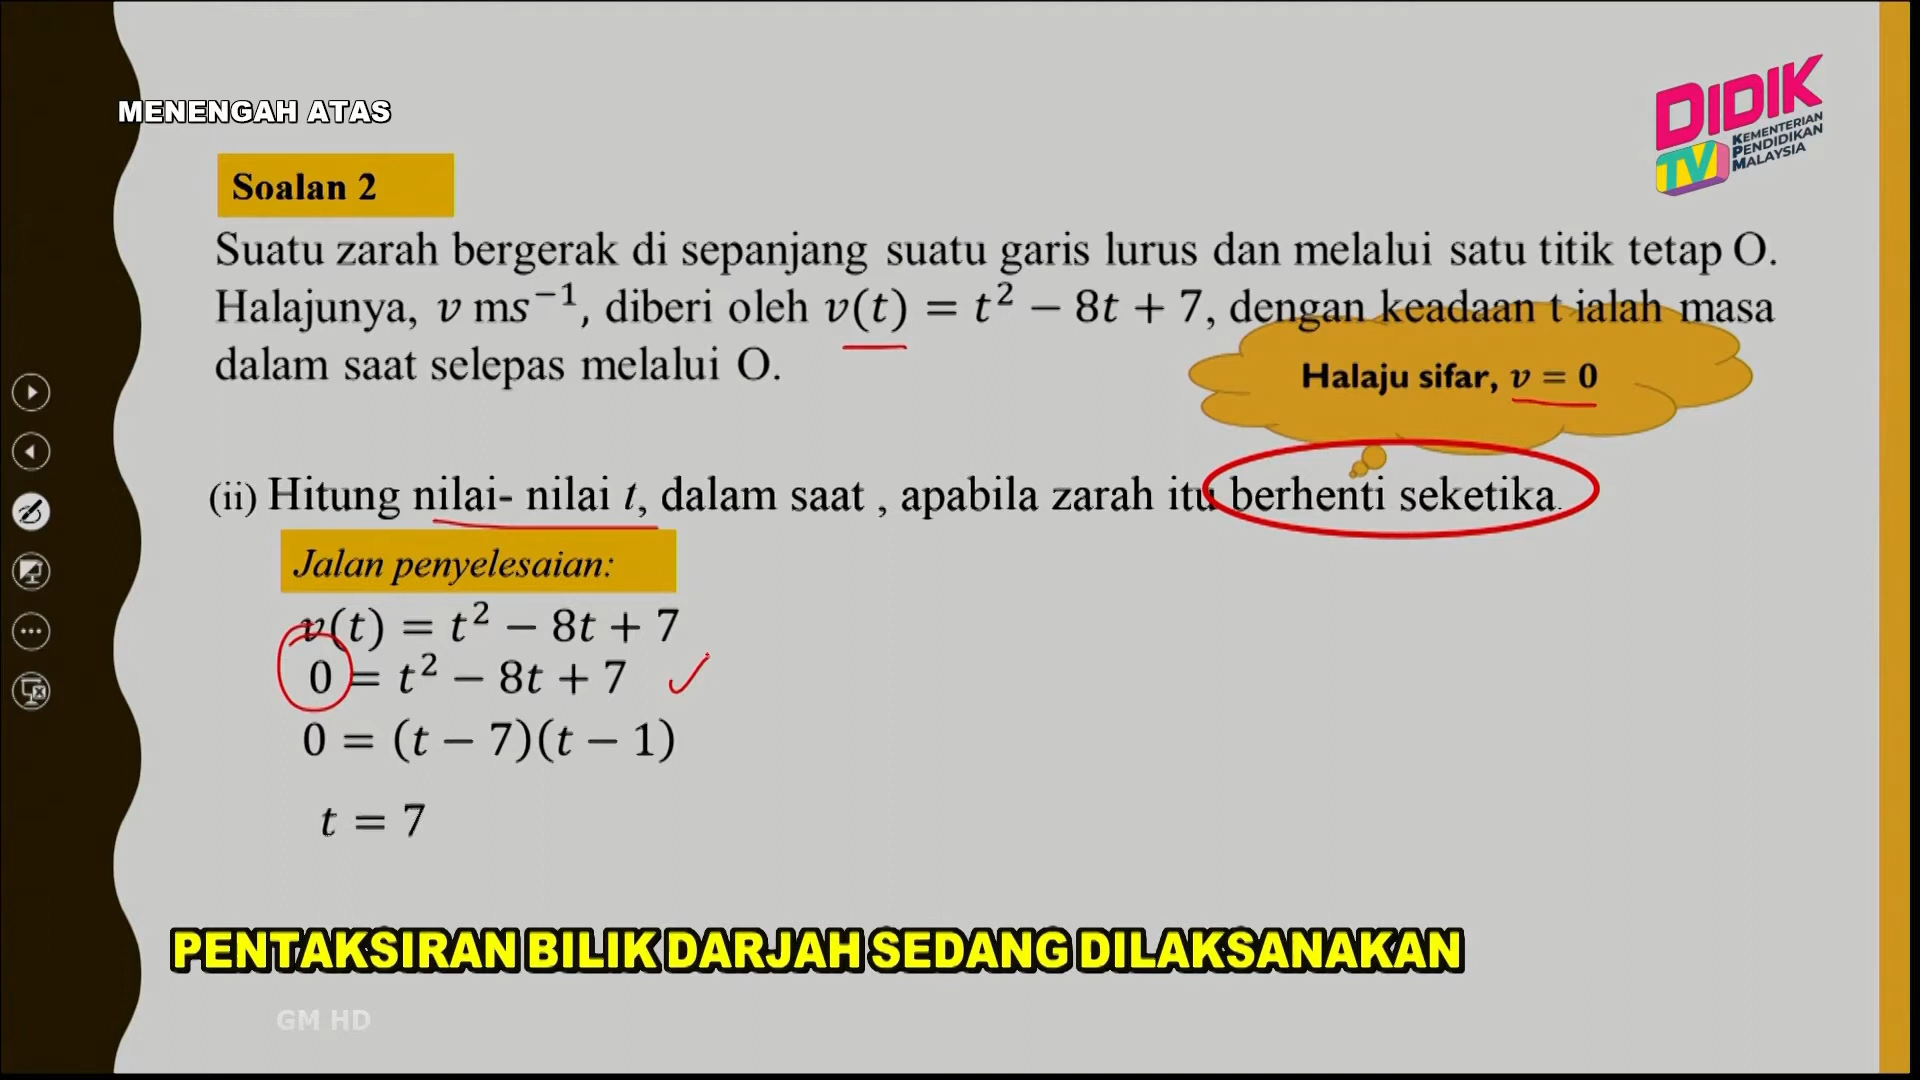 MENENGAH ATAS
DIDIK
TV
KEMENTERIAN
PENDIDIKAN
MALAYSIA
Soalan 2
Suatu zarah bergerak di sepanjang suatu garis lurus dan melalui satu titik tetap O.
Halajunya, v ms⁻¹, diberi oleh v(t) = t² − 8t + 7, dengan keadaan t ialah masa
dalam saat selepas melalui O.
Halaju sifar, v = 0
(ii) Hitung nilai- nilai t, dalam saat , apabila zarah itu berhenti seketika.
Jalan penyelesaian:
v(t) = t² − 8t + 7
0 = t² − 8t + 7
0 = (t − 7)(t − 1)
t = 7
PENTAKSIRAN BILIK DARJAH SEDANG DILAKSANAKAN
GM HD